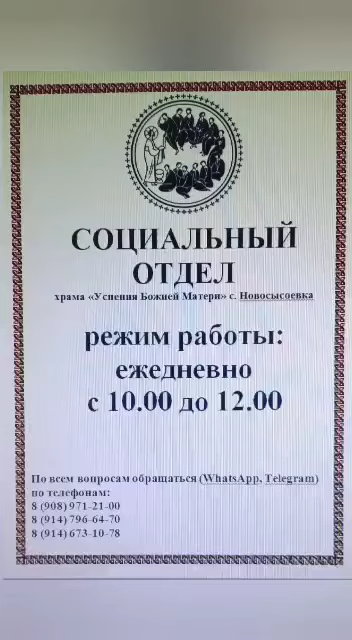 СОЦИАЛЬНЫЙ
ОТДЕЛ
храма «Успения Божией Матери» с. Новосысоевка
режим работы:
ежедневно
с 10.00 до 12.00
По всем вопросам обращаться (WhatsApp, Telegram)
по телефонам:
8 (908) 971-21-00
8 (914) 796-64-70
8 (914) 673-10-78